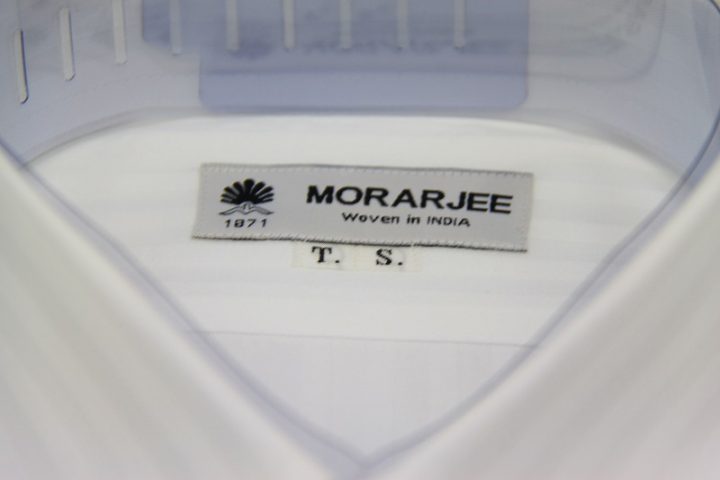 MORARJEE
Woven in INDIA
1871
T. S.